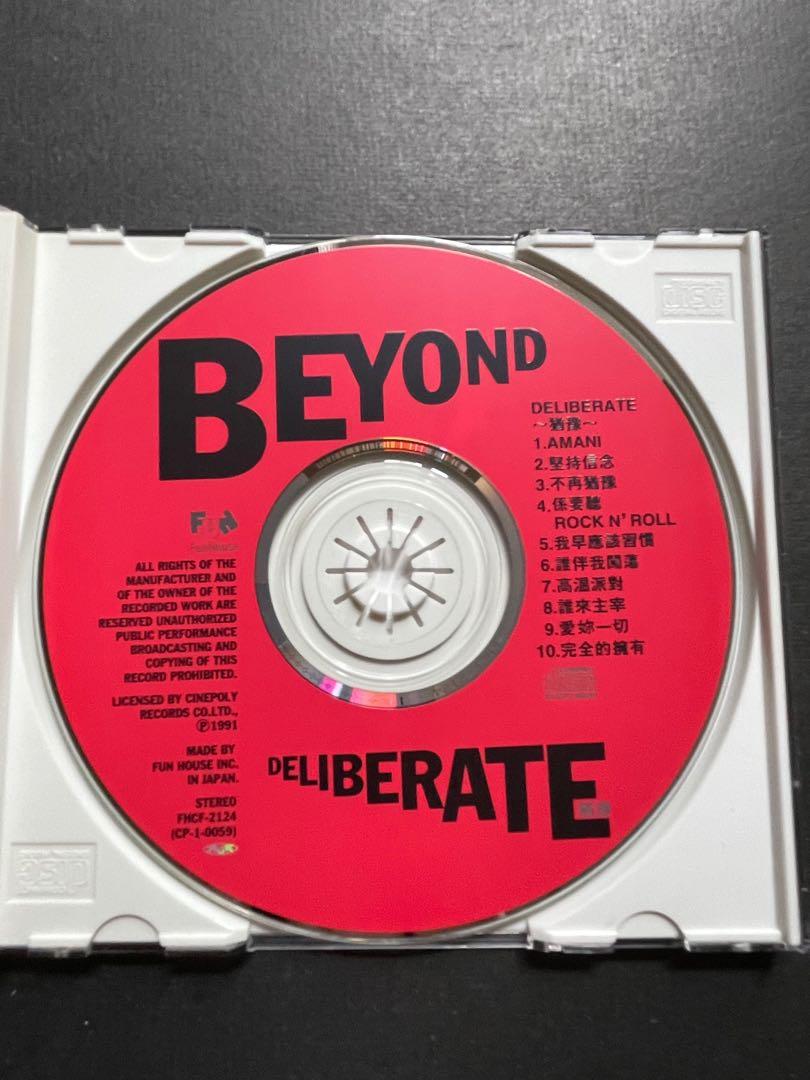 BEYOND
DELIBERATE
～猶豫～
1.AMANI
2.堅持信念
3.不再猶豫
4.係要聽
ROCK N' ROLL
5.我早應該習慣
6.誰伴我闖蕩
7.高溫派對
8.誰來主宰
9.愛妳一切
10.完全的擁有
Fun
FunHouse
ALL RIGHTS OF THE
MANUFACTURER AND
OF THE OWNER OF THE
RECORDED WORK ARE
RESERVED UNAUTHORIZED
PUBLIC PERFORMANCE
BROADCASTING AND
COPYING OF THIS
RECORD PROHIBITED.
LICENSED BY CINEPOLY
RECORDS CO.LTD.,
Ⓟ1991
MADE BY
FUN HOUSE INC.
IN JAPAN.
STEREO
FHCF-2124
(CP-1-0059)
DELIBERATE
disc
disc